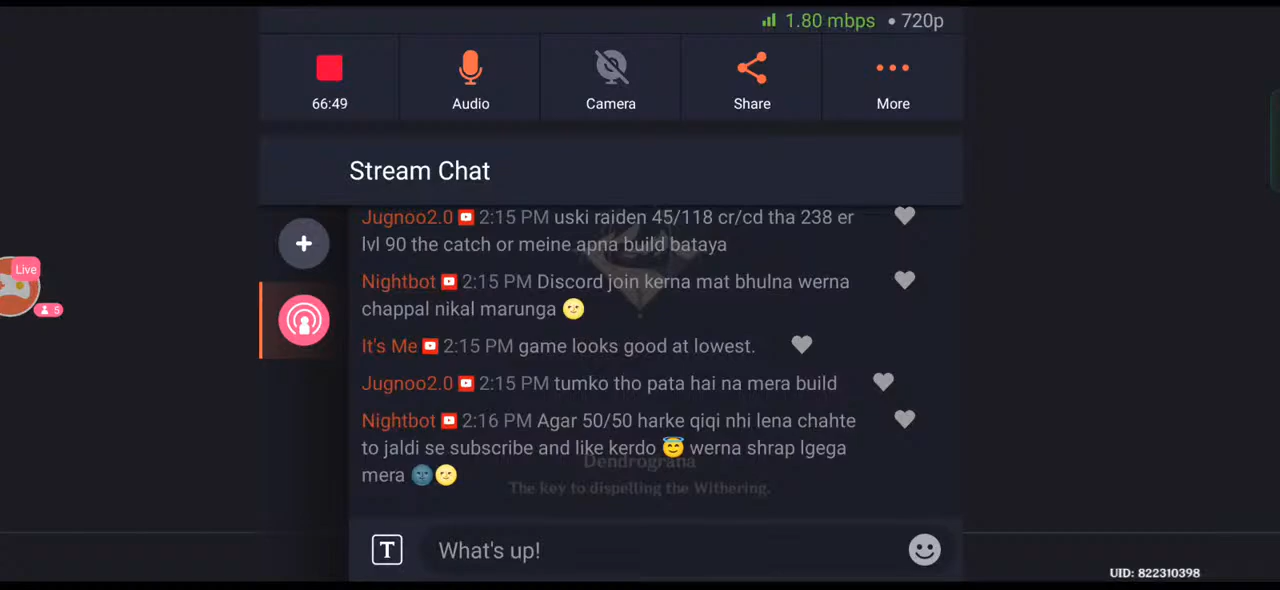 1.80 mbps • 720p
66:49
Audio
Camera
Share
More
Stream Chat
Jugnoo2.0 2:15 PM uski raiden 45/118 cr/cd tha 238 er
lvl 90 the catch or meine apna build bataya
Nightbot 2:15 PM Discord join kerna mat bhulna werna
chappal nikal marunga 🌝
Live
5
It's Me 2:15 PM game looks good at lowest.
Jugnoo2.0 2:15 PM tumko tho pata hai na mera build
Nightbot 2:16 PM Agar 50/50 harke qiqi nhi lena chahte
to jaldi se subscribe and like kerdo 😇 werna shrap lgega
mera 🌚🌝
Dendrograna
The key to dispelling the Withering.
T
What's up!
UID: 822310398